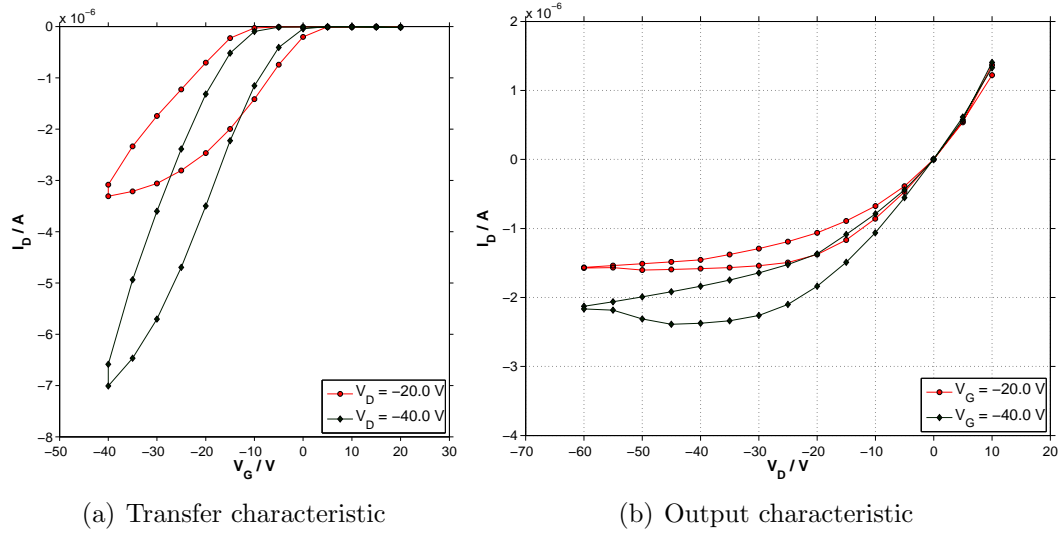 x 10⁻⁶
0
−1
−2
−3
−4
−5
−6
−7
−8
I_D / A
−50 −40 −30 −20 −10 0 10 20 30
V_G / V
V_D = −20.0 V
V_D = −40.0 V
(a) Transfer characteristic
x 10⁻⁶
2
1
0
−1
−2
−3
−4
I_D / A
−70 −60 −50 −40 −30 −20 −10 0 10 20
V_D / V
V_G = −20.0 V
V_G = −40.0 V
(b) Output characteristic